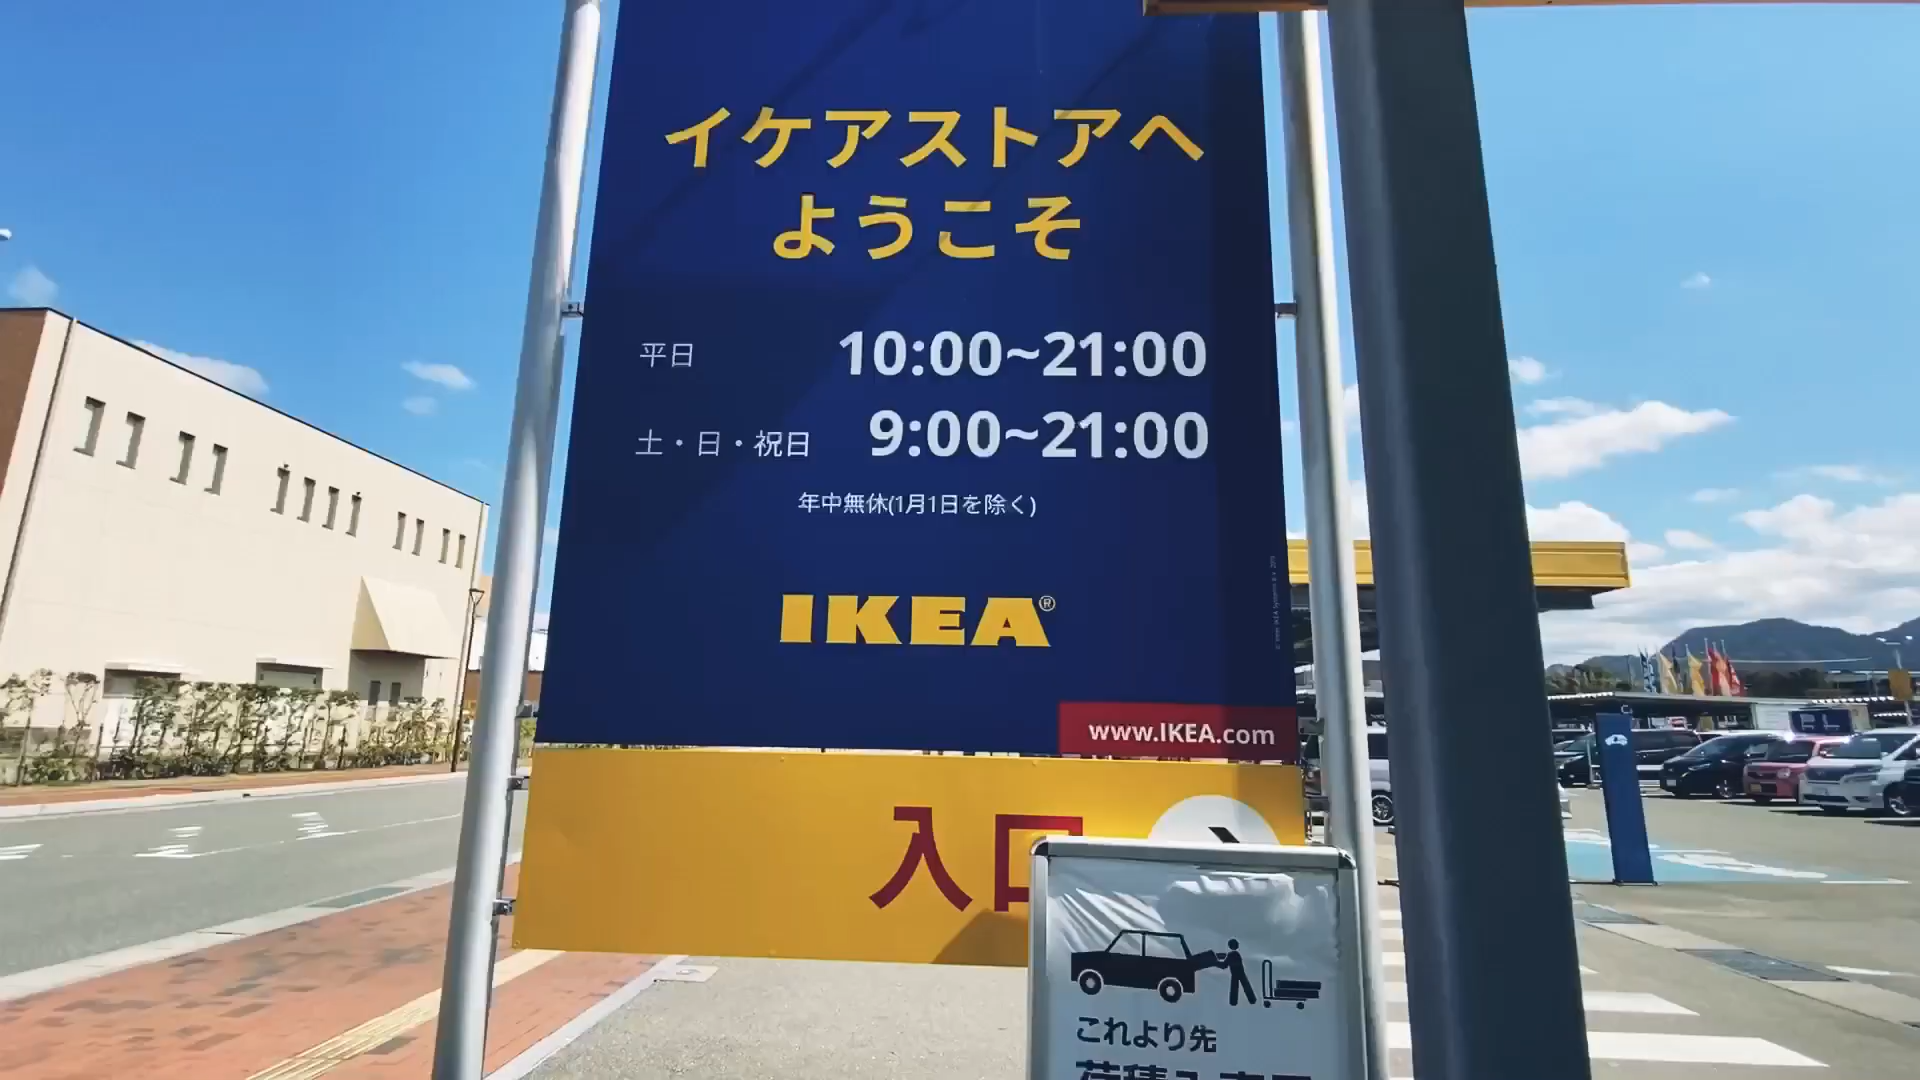 イケアストアへ
ようこそ
平日 10:00~21:00
土・日・祝日 9:00~21:00
年中無休(1月1日を除く)
IKEA®
www.IKEA.com
入口
これより先